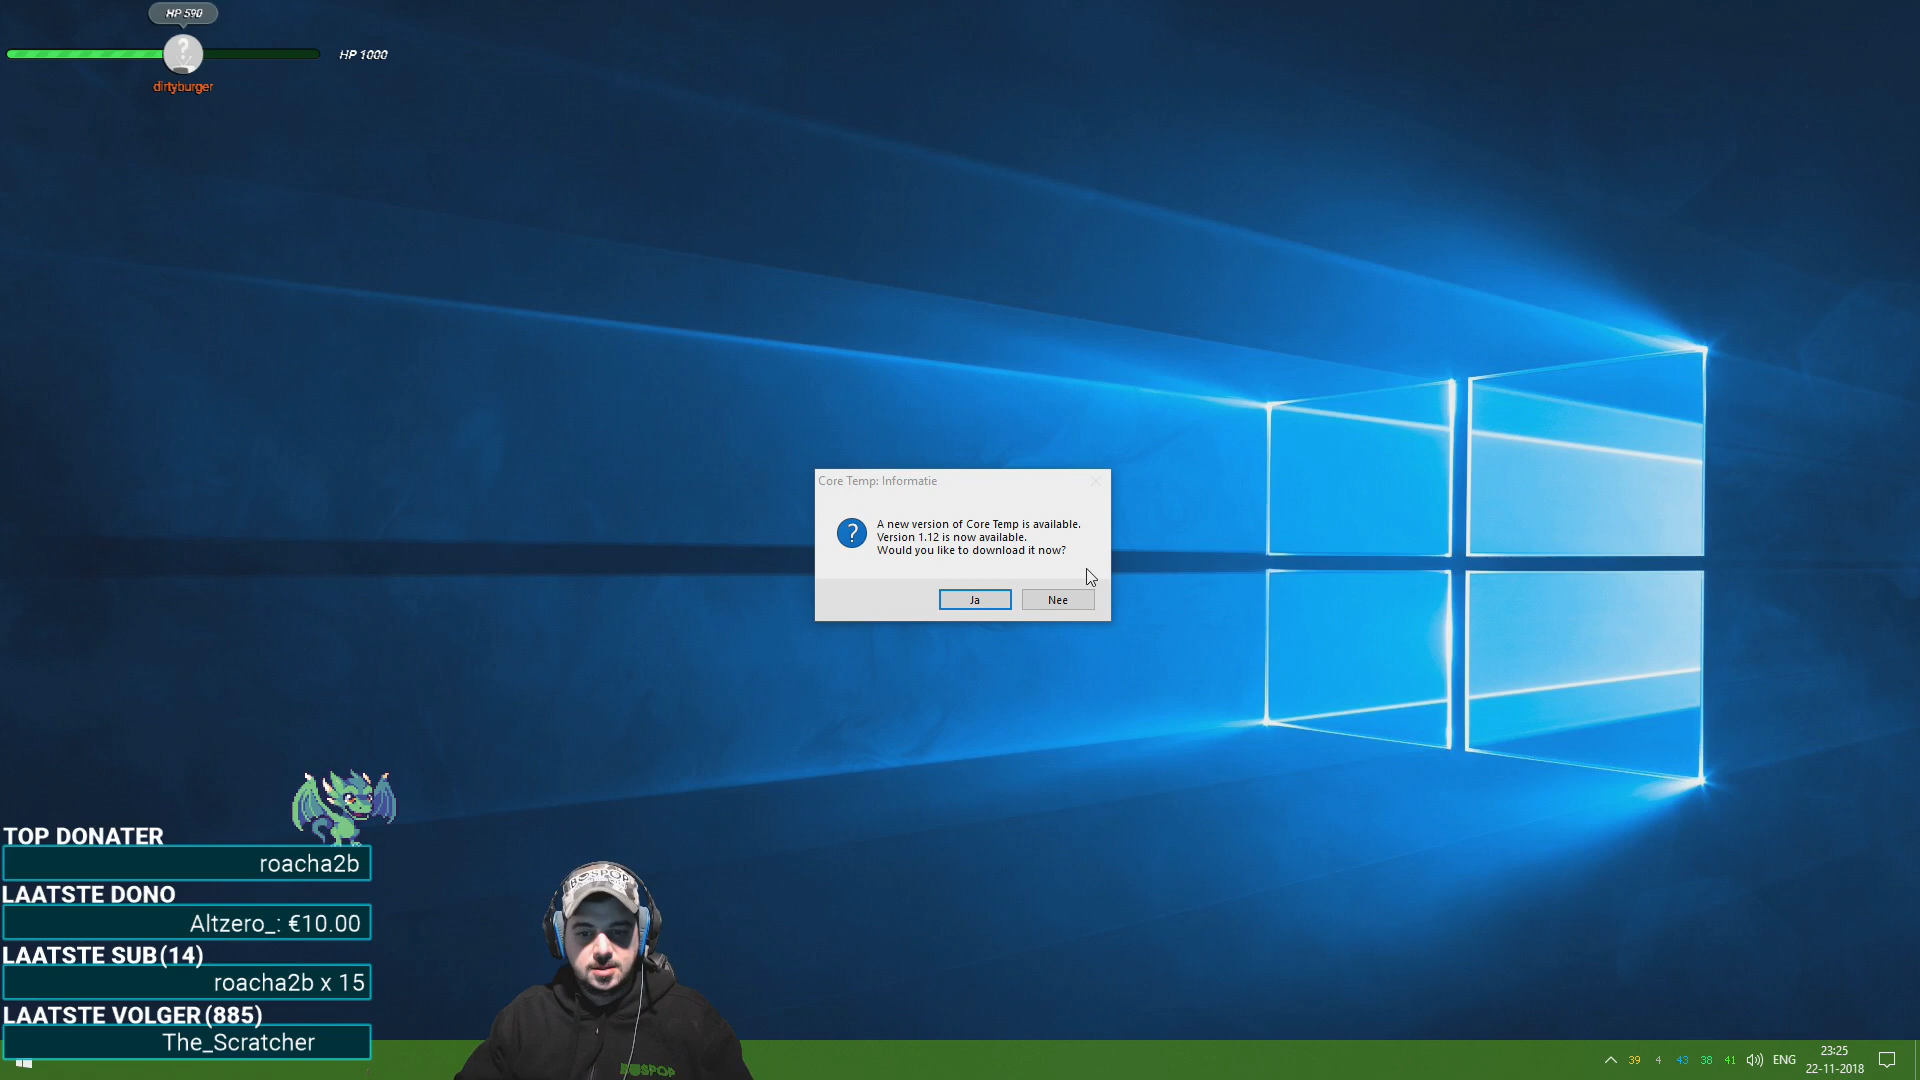 HP 590
HP 1000
dirtyburger
Core Temp: Informatie
A new version of Core Temp is available.
Version 1.12 is now available.
Would you like to download it now?
Ja
Nee
TOP DONATER
roacha2b
LAATSTE DONO
Altzero_: €10.00
LAATSTE SUB(14)
roacha2b x 15
LAATSTE VOLGER(885)
The_Scratcher
BOSPOP
BOSPOP
39 4 43 38 41 ENG
23:25
22-11-2018